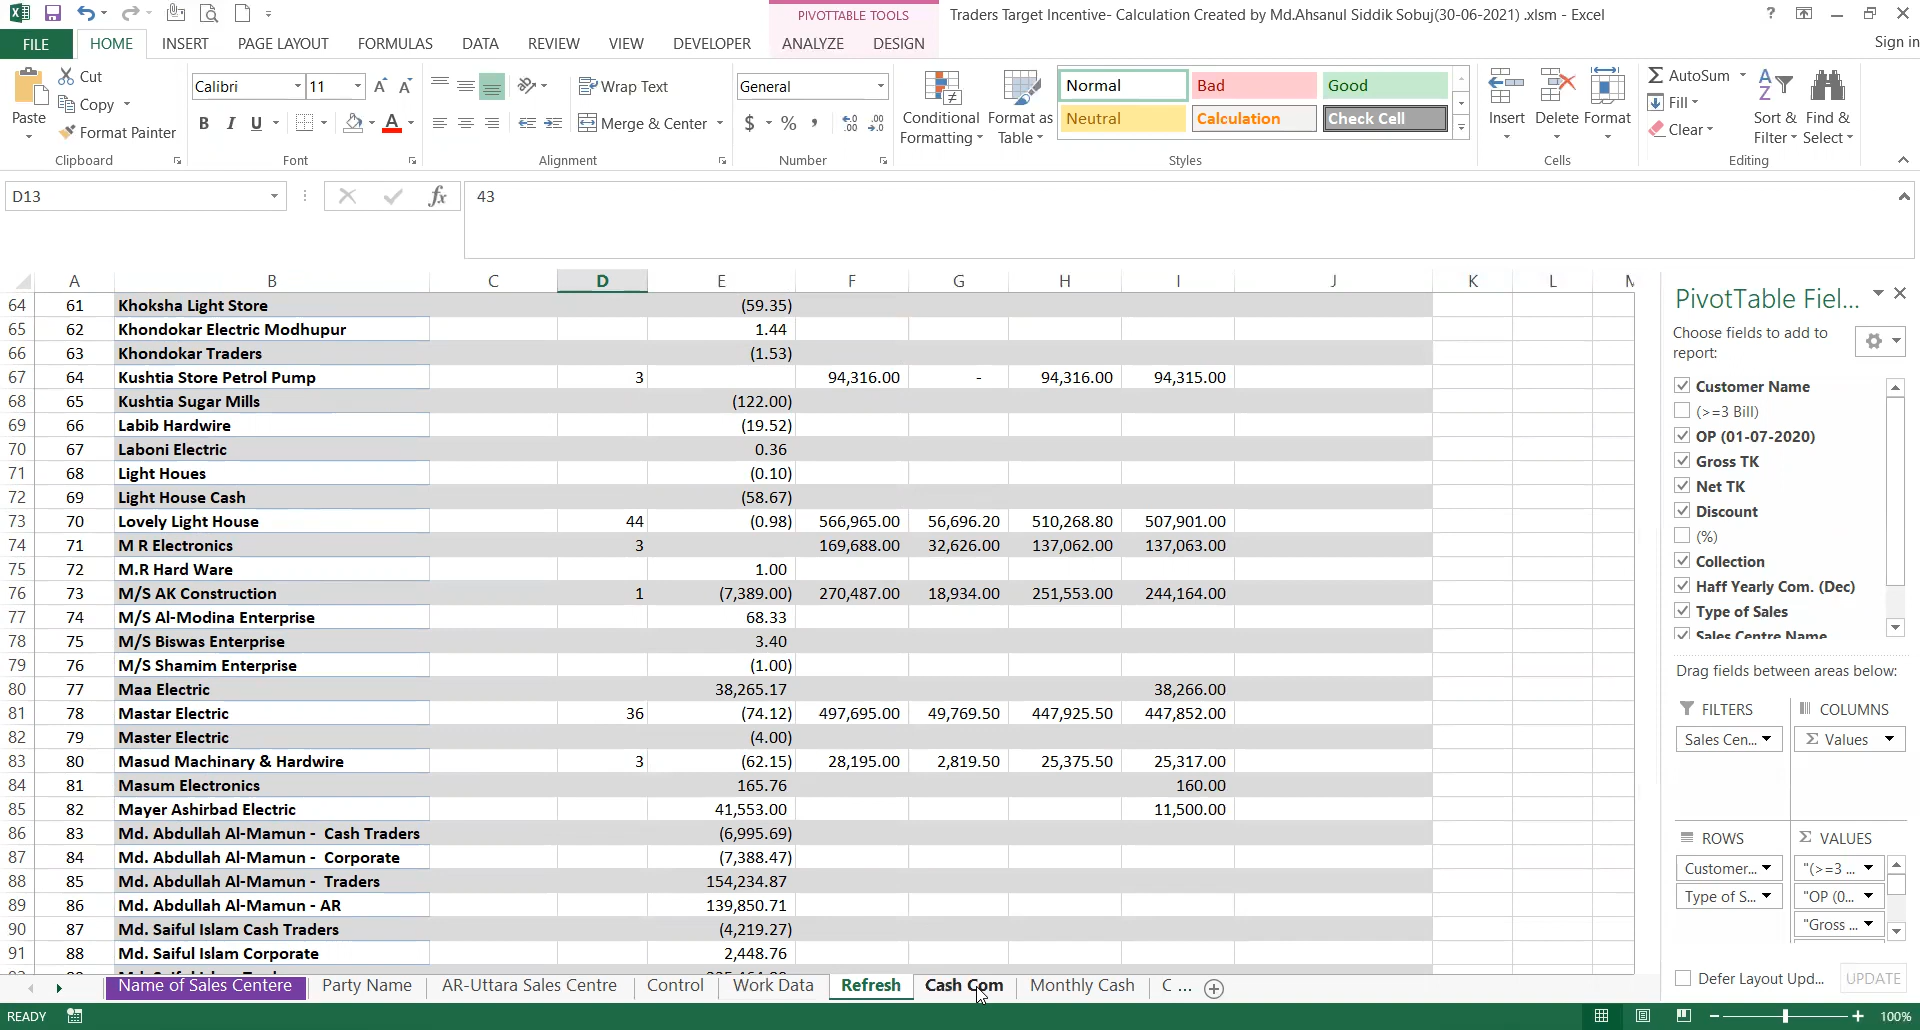 PIVOTTABLE TOOLS
Traders Target Incentive- Calculation Created by Md.Ahsanul Siddik Sobuj(30-06-2021) .xlsm - Excel
FILE HOME INSERT PAGE LAYOUT FORMULAS DATA REVIEW VIEW DEVELOPER ANALYZE DESIGN Sign in
Paste
Cut
Copy
Format Painter
Clipboard
Calibri 11
B I U
Font
Wrap Text
Merge & Center
Alignment
General
$ % ,
Number
Conditional Formatting
Format as Table
Normal Bad Good
Neutral Calculation Check Cell
Styles
Insert Delete Format
Cells
AutoSum
Fill
Clear
Sort & Filter
Find & Select
Editing
D13 fx 43
A B C D E F G H I J K L
64 61 Khoksha Light Store (59.35)
65 62 Khondokar Electric Modhupur 1.44
66 63 Khondokar Traders (1.53)
67 64 Kushtia Store Petrol Pump 3 94,316.00 - 94,316.00 94,315.00
68 65 Kushtia Sugar Mills (122.00)
69 66 Labib Hardwire (19.52)
70 67 Laboni Electric 0.36
71 68 Light Houes (0.10)
72 69 Light House Cash (58.67)
73 70 Lovely Light House 44 (0.98) 566,965.00 56,696.20 510,268.80 507,901.00
74 71 M R Electronics 3 169,688.00 32,626.00 137,062.00 137,063.00
75 72 M.R Hard Ware 1.00
76 73 M/S AK Construction 1 (7,389.00) 270,487.00 18,934.00 251,553.00 244,164.00
77 74 M/S Al-Modina Enterprise 68.33
78 75 M/S Biswas Enterprise 3.40
79 76 M/S Shamim Enterprise (1.00)
80 77 Maa Electric 38,265.17 38,266.00
81 78 Mastar Electric 36 (74.12) 497,695.00 49,769.50 447,925.50 447,852.00
82 79 Master Electric (4.00)
83 80 Masud Machinary & Hardwire 3 (62.15) 28,195.00 2,819.50 25,375.50 25,317.00
84 81 Masum Electronics 165.76 160.00
85 82 Mayer Ashirbad Electric 41,553.00 11,500.00
86 83 Md. Abdullah Al-Mamun - Cash Traders (6,995.69)
87 84 Md. Abdullah Al-Mamun - Corporate (7,388.47)
88 85 Md. Abdullah Al-Mamun - Traders 154,234.87
89 86 Md. Abdullah Al-Mamun - AR 139,850.71
90 87 Md. Saiful Islam Cash Traders (4,219.27)
91 88 Md. Saiful Islam Corporate 2,448.76
PivotTable Fiel...
Choose fields to add to
report:
Customer Name
(>=3 Bill)
OP (01-07-2020)
Gross TK
Net TK
Discount
(%)
Collection
Haff Yearly Com. (Dec)
Type of Sales
Sales Centre Name
Drag fields between areas below:
FILTERS COLUMNS
Sales Cen... Σ Values
ROWS Σ VALUES
Customer... "(>=3 ...
Type of S... "OP (0...
"Gross ...
Defer Layout Upd... UPDATE
Name of Sales Centere Party Name AR-Uttara Sales Centre Control Work Data Refresh Cash Com Monthly Cash C ...
READY 100%